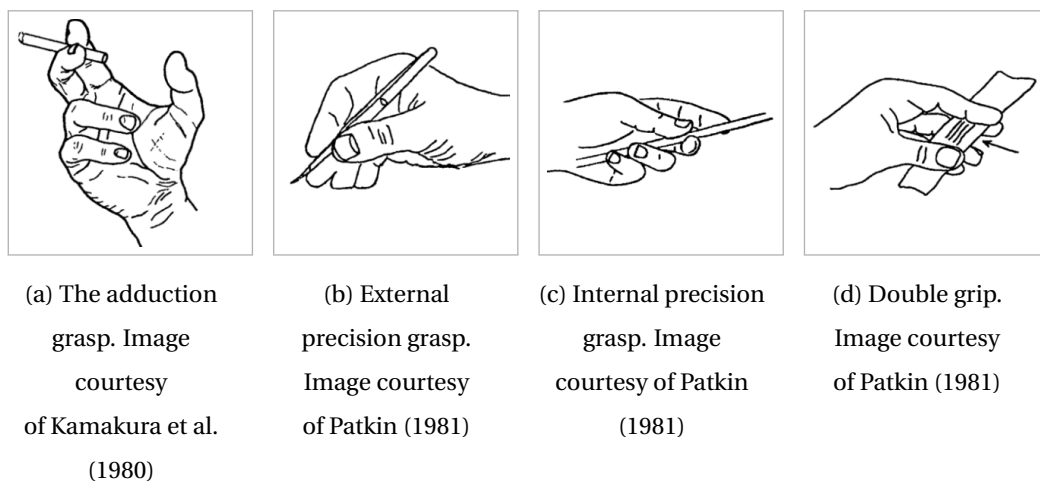 (a) The adduction
grasp. Image
courtesy
of Kamakura et al.
(1980)
(b) External
precision grasp.
Image courtesy
of Patkin (1981)
(c) Internal precision
grasp. Image
courtesy of Patkin
(1981)
(d) Double grip.
Image courtesy
of Patkin (1981)